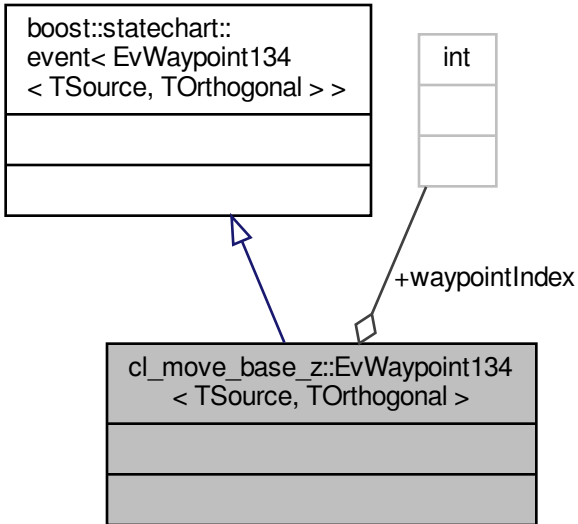 boost::statechart::
event< EvWaypoint134
< TSource, TOrthogonal > >
int
+waypointIndex
cl_move_base_z::EvWaypoint134
< TSource, TOrthogonal >